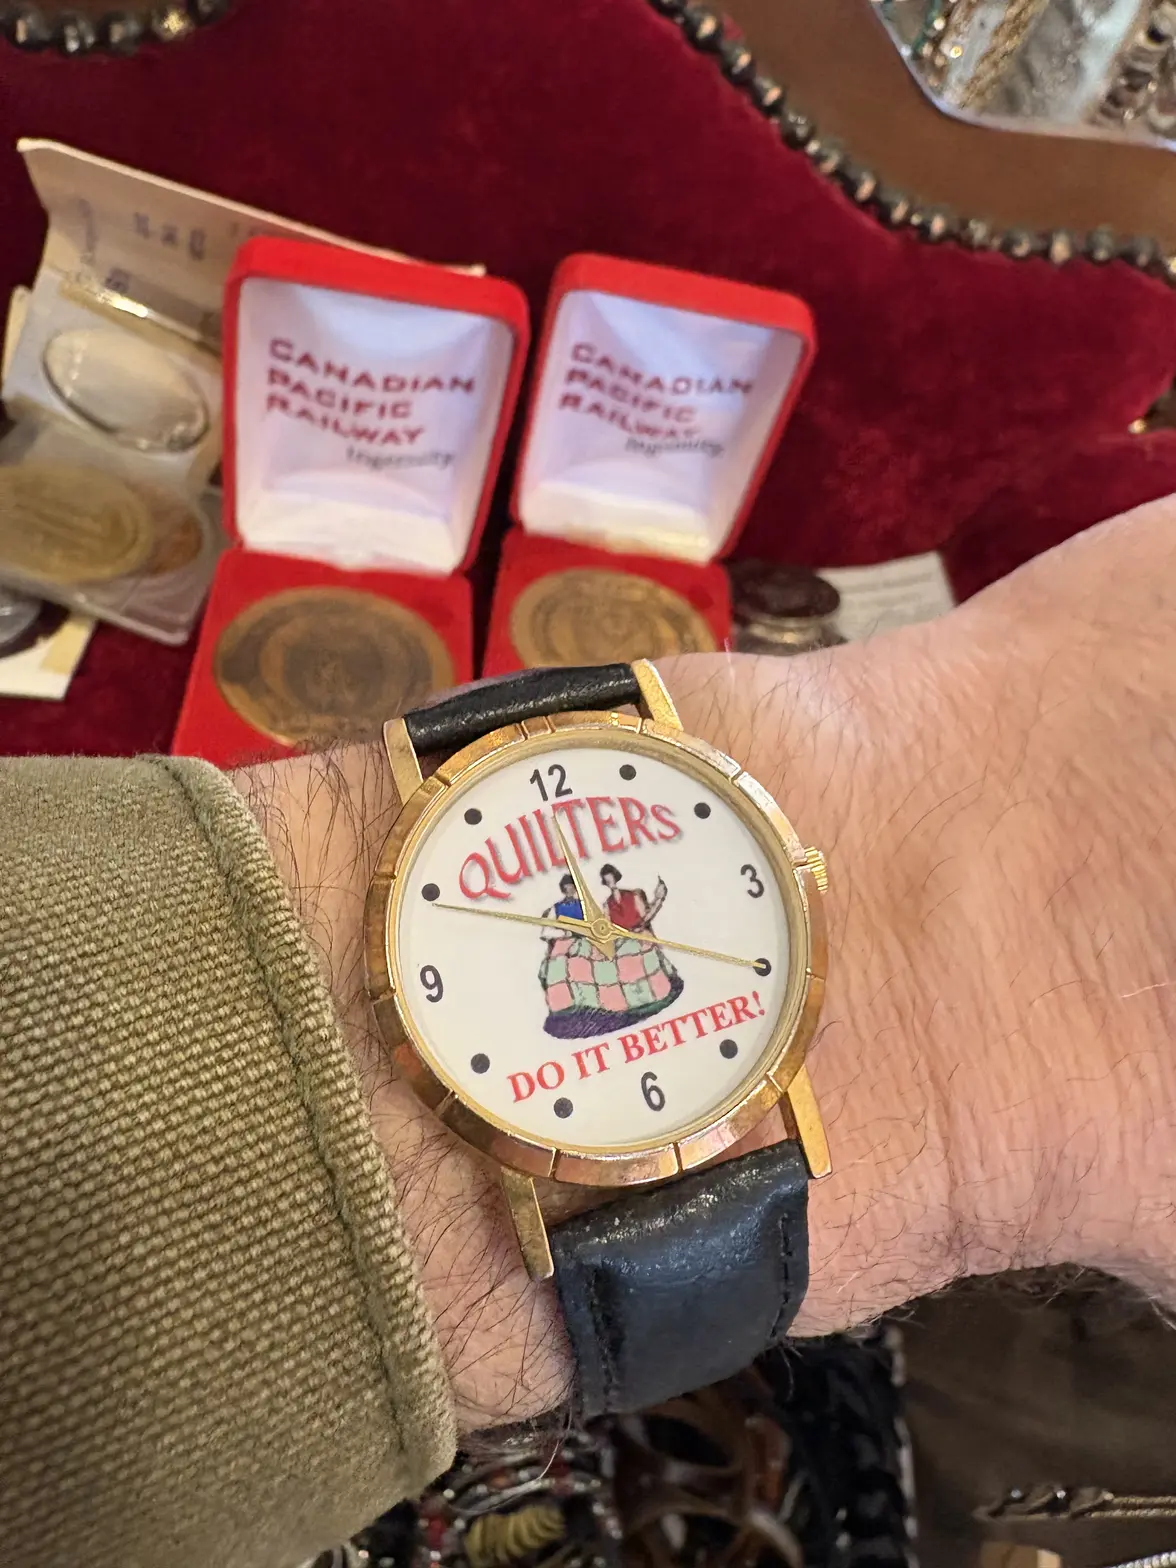 CANADIAN
PACIFIC
RAILWAY
CANADIAN
PACIFIC
RAILWAY
12
QUILTERS
3
9
DO IT BETTER!
6